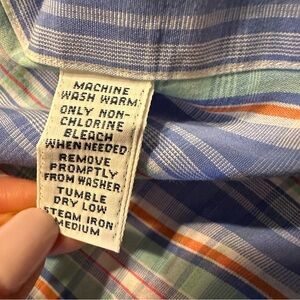 MACHINE
WASH WARM
ONLY NON-
CHLORINE
BLEACH
WHEN NEEDED
REMOVE
PROMPTLY
FROM WASHER
TUMBLE
DRY LOW
STEAM IRON
MEDIUM